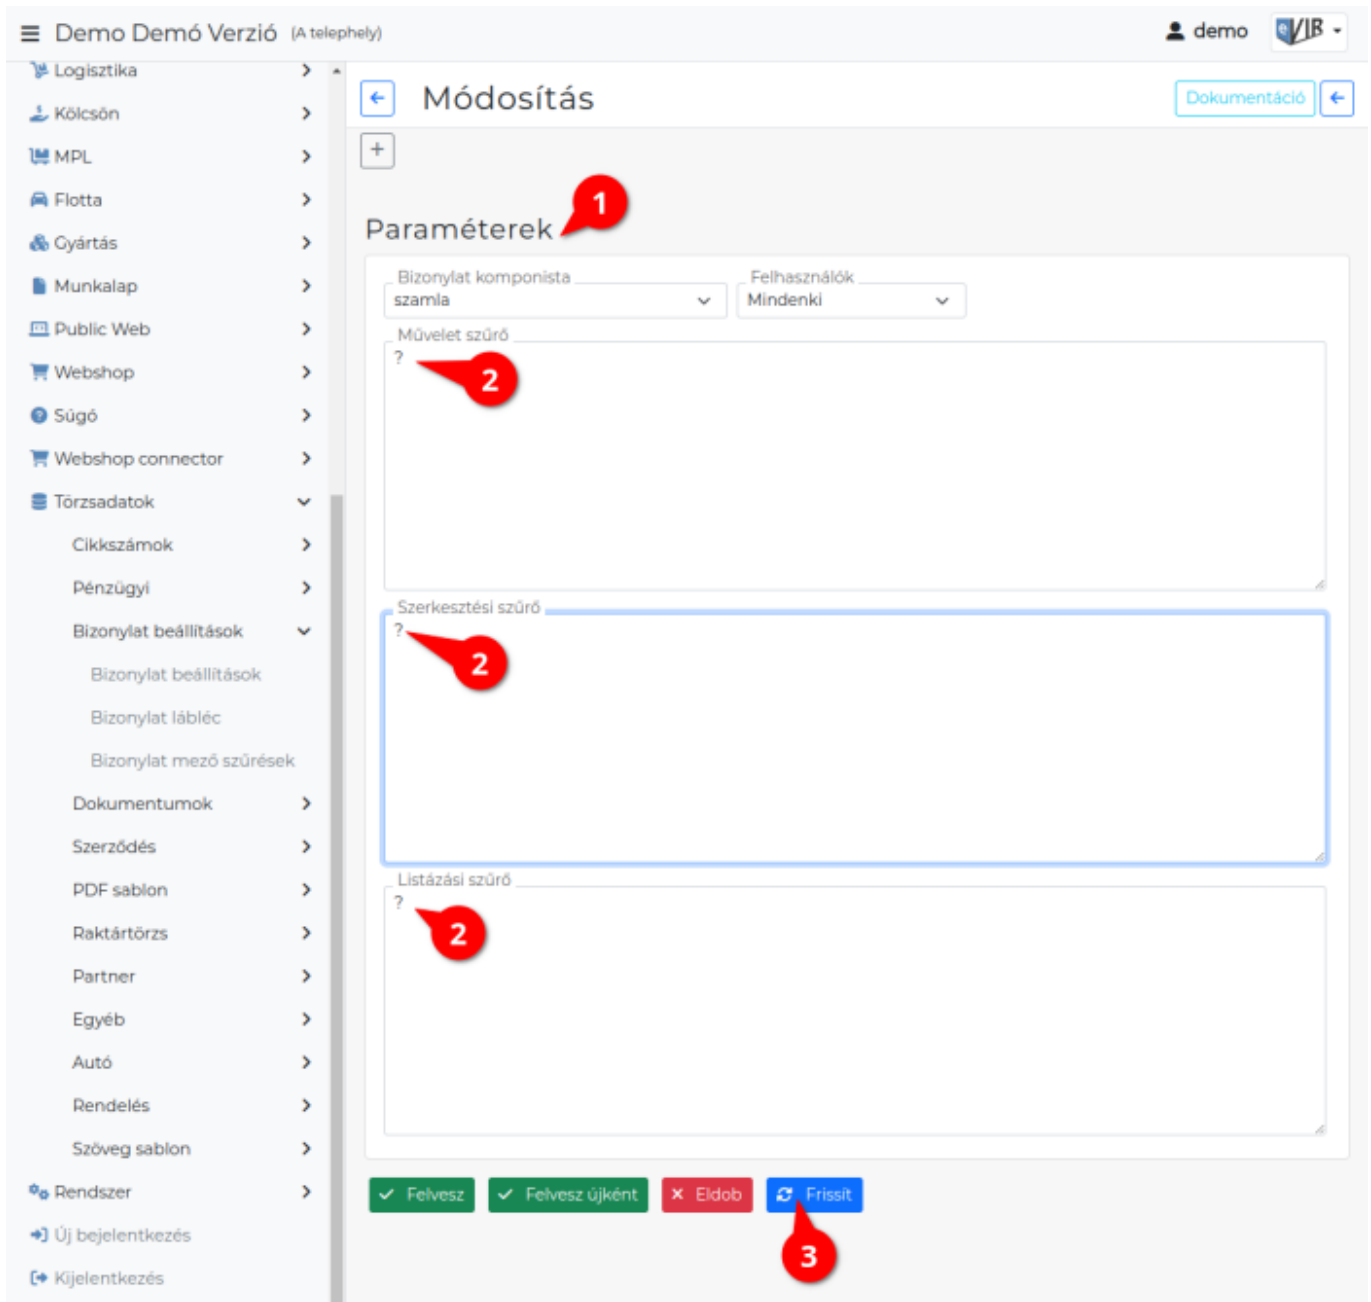 Demo Demó Verzió (A telephely)
demo
eVIR
Logisztika
Kölcsön
MPL
Flotta
Gyártás
Munkalap
Public Web
Webshop
Súgó
Webshop connector
Törzsadatok
Cikkszámok
Pénzügyi
Bizonylat beállítások
Bizonylat beállítások
Bizonylat lábléc
Bizonylat mező szűrések
Dokumentumok
Szerződés
PDF sablon
Raktártörzs
Partner
Egyéb
Autó
Rendelés
Szöveg sablon
Rendszer
Új bejelentkezés
Kijelentkezés
Módosítás
Dokumentáció
+
1
Paraméterek
Bizonylat komponista
szamla
Felhasználók
Mindenki
Művelet szűrő
?
2
Szerkesztési szűrő
?
2
Listázási szűrő
?
2
Felvesz
Felvesz újként
Eldob
Frissít
3